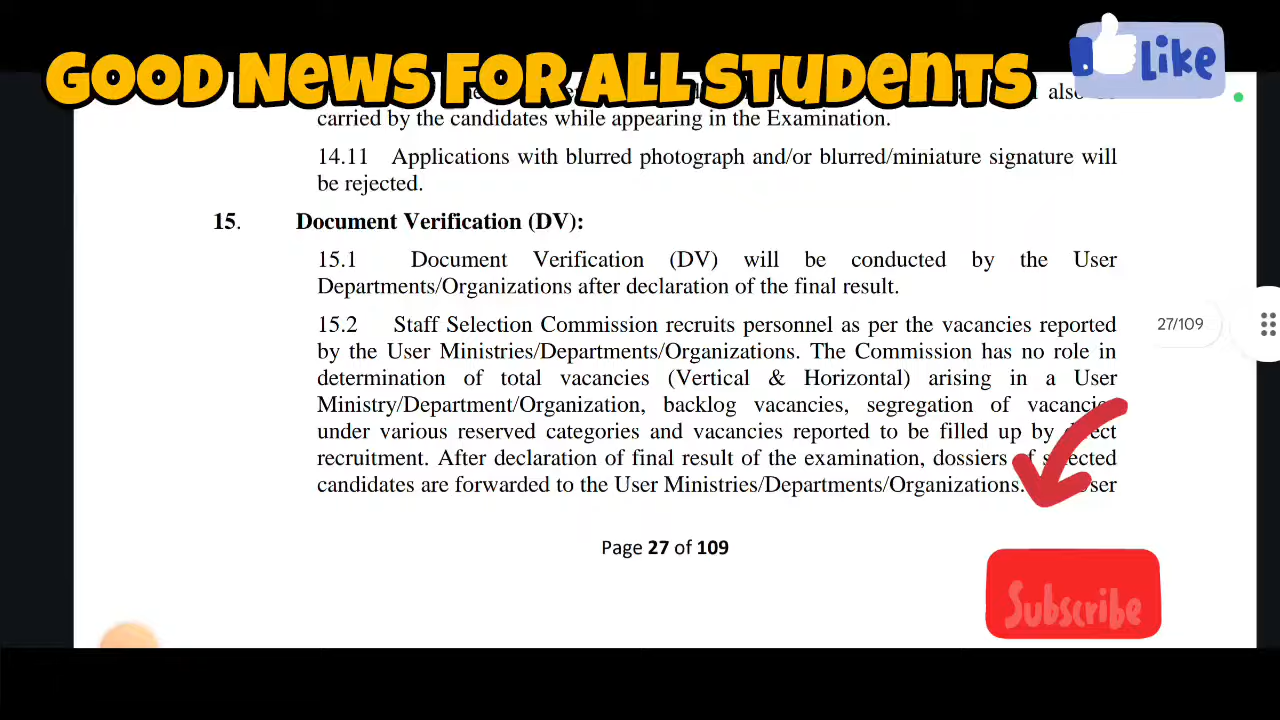 GOOD NEWS FOR ALL STUDENTS
Like
also
carried by the candidates while appearing in the Examination.
14.11 Applications with blurred photograph and/or blurred/miniature signature will
be rejected.
15. Document Verification (DV):
15.1 Document Verification (DV) will be conducted by the User
Departments/Organizations after declaration of the final result.
15.2 Staff Selection Commission recruits personnel as per the vacancies reported
by the User Ministries/Departments/Organizations. The Commission has no role in
27/109
determination of total vacancies (Vertical & Horizontal) arising in a User
Ministry/Department/Organization, backlog vacancies, segregation of vacancies
under various reserved categories and vacancies reported to be filled up by direct
recruitment. After declaration of final result of the examination, dossiers of selected
candidates are forwarded to the User Ministries/Departments/Organizations. User
Page 27 of 109
Subscribe